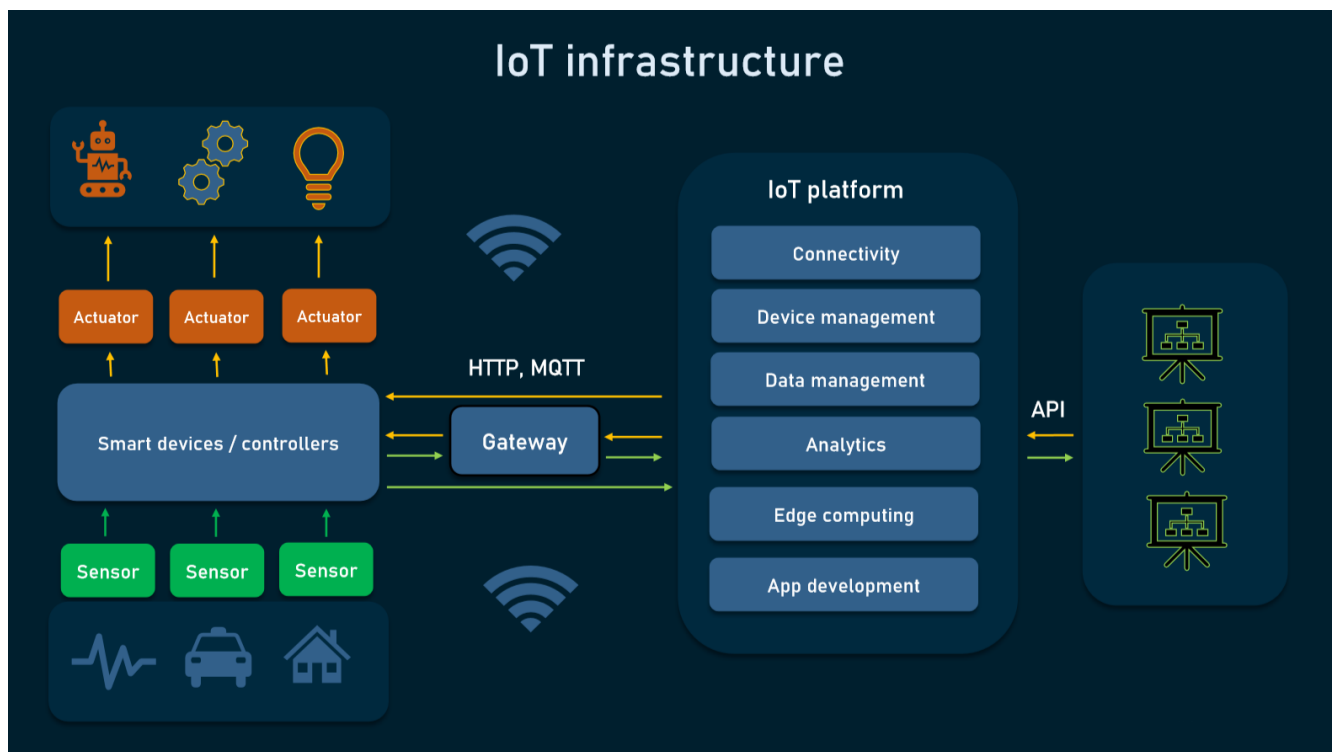 IoT infrastructure
IoT platform
Connectivity
Device management
Data management
Analytics
Edge computing
App development
Actuator
Actuator
Actuator
Smart devices / controllers
Sensor
Sensor
Sensor
HTTP, MQTT
Gateway
API